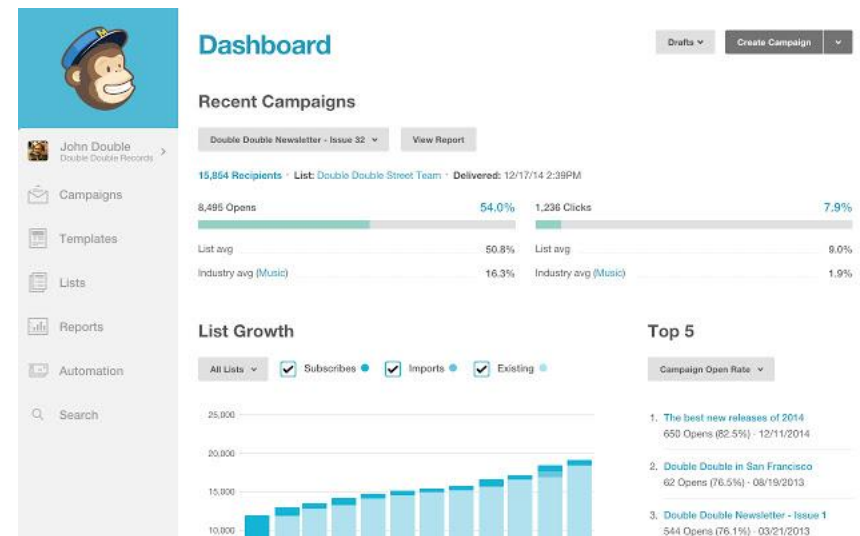 Dashboard
Drafts
Create Campaign
John Double
Double Double Records
Campaigns
Templates
Lists
Reports
Automation
Search
Recent Campaigns
Double Double Newsletter - Issue 32
View Report
15,854 Recipients · List: Double Double Street Team · Delivered: 12/17/14 2:39PM
8,495 Opens 54.0%
List avg 50.8%
Industry avg (Music) 16.3%
1,236 Clicks 7.9%
List avg 9.0%
Industry avg (Music) 1.9%
List Growth
All Lists Subscribes Imports Existing
25,000
20,000
15,000
10,000
Top 5
Campaign Open Rate
1. The best new releases of 2014
650 Opens (82.5%) · 12/11/2014
2. Double Double in San Francisco
62 Opens (76.5%) · 08/19/2013
3. Double Double Newsletter - Issue 1
544 Opens (76.1%) · 03/21/2013